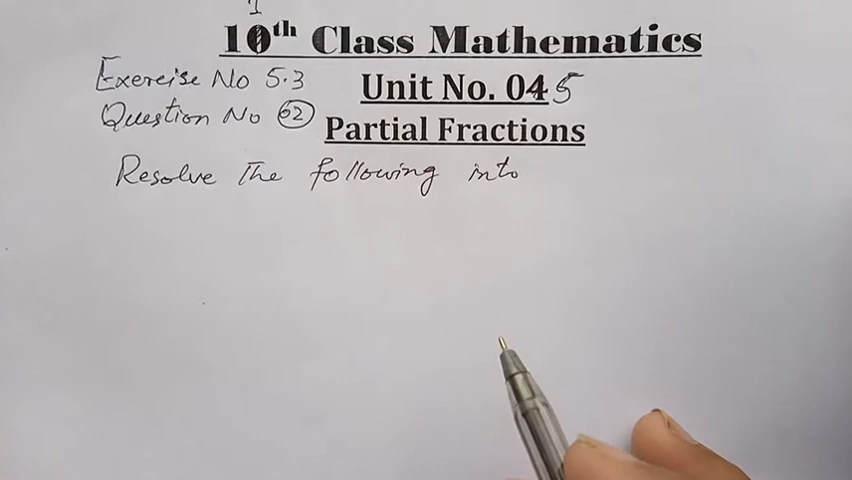 10th Class Mathematics
Exercise No 5.3
Unit No. 045
Question No 02
Partial Fractions
Resolve The following into